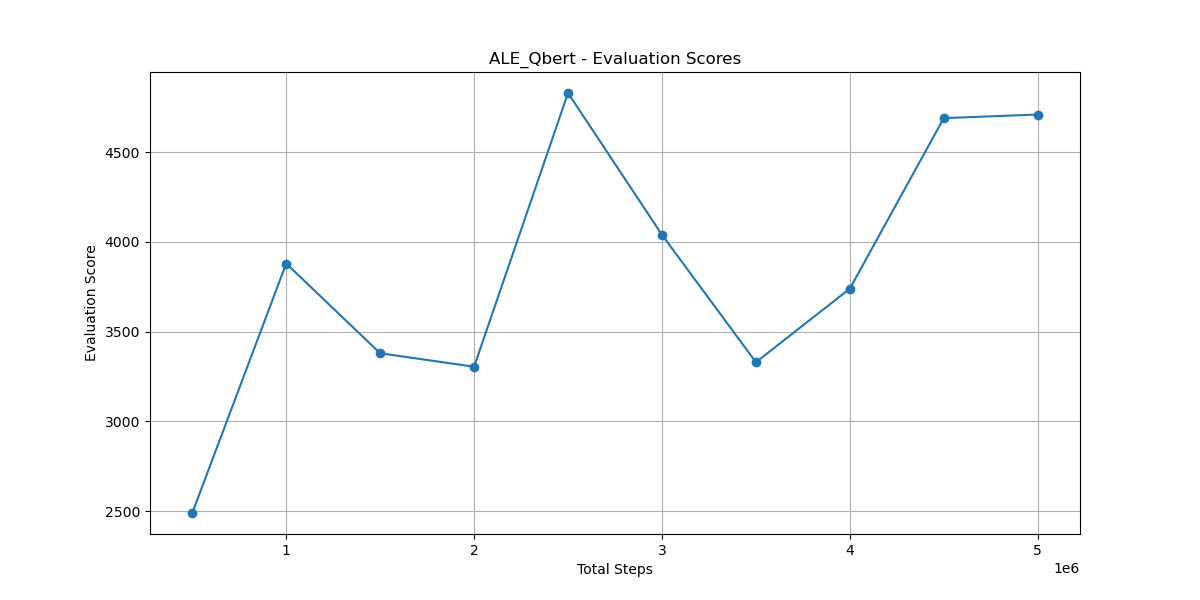 ALE_Qbert - Evaluation Scores
4500
4000
3500
3000
2500
Evaluation Score
1 2 3 4 5
1e6
Total Steps